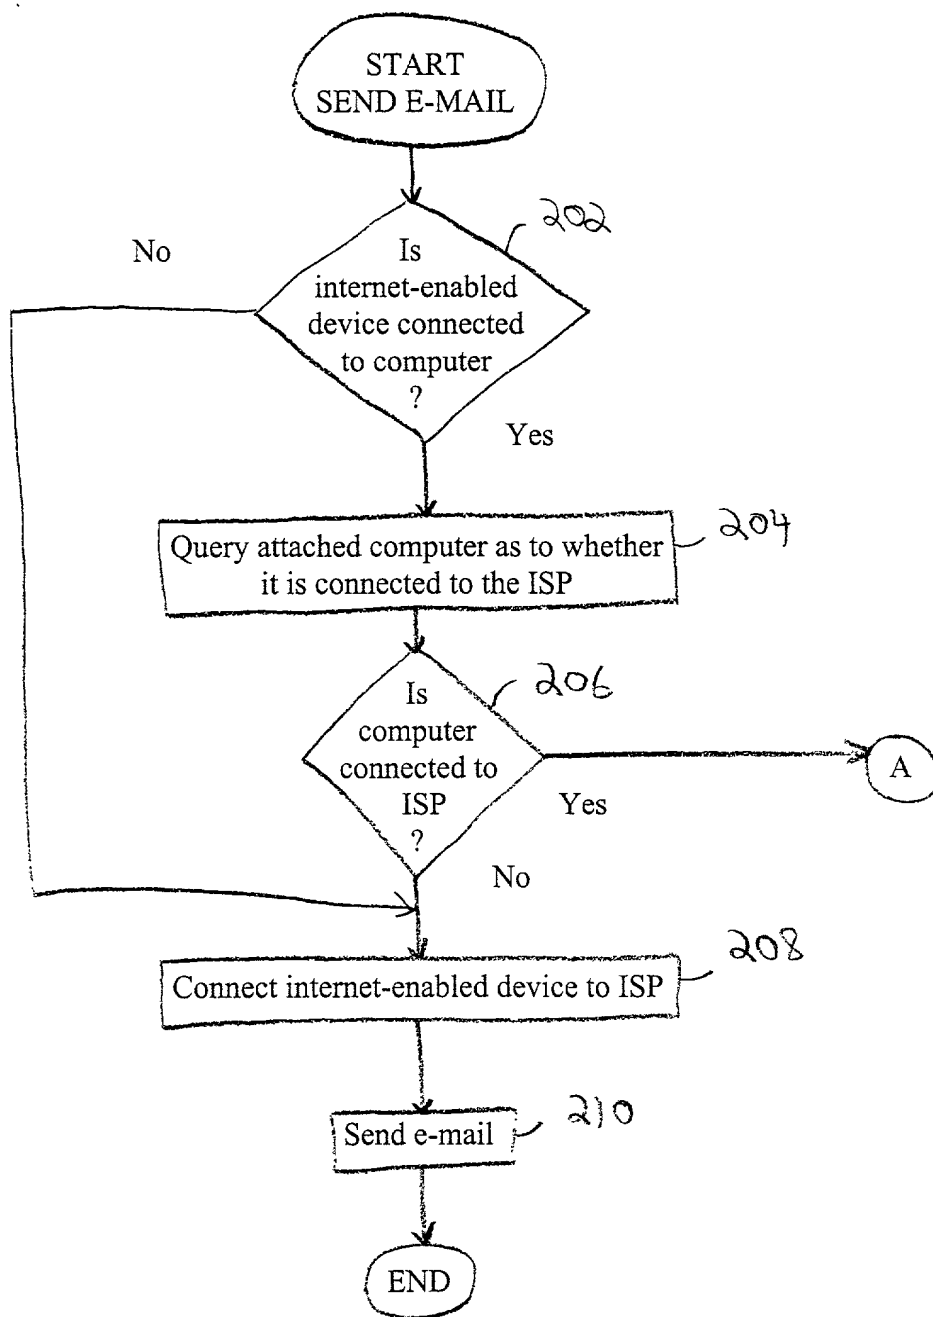 START
SEND E-MAIL
202
No
Is
internet-enabled
device connected
to computer
?
Yes
204
Query attached computer as to whether
it is connected to the ISP
206
Is
computer
connected to
ISP
?
A
Yes
No
208
Connect internet-enabled device to ISP
210
Send e-mail
END